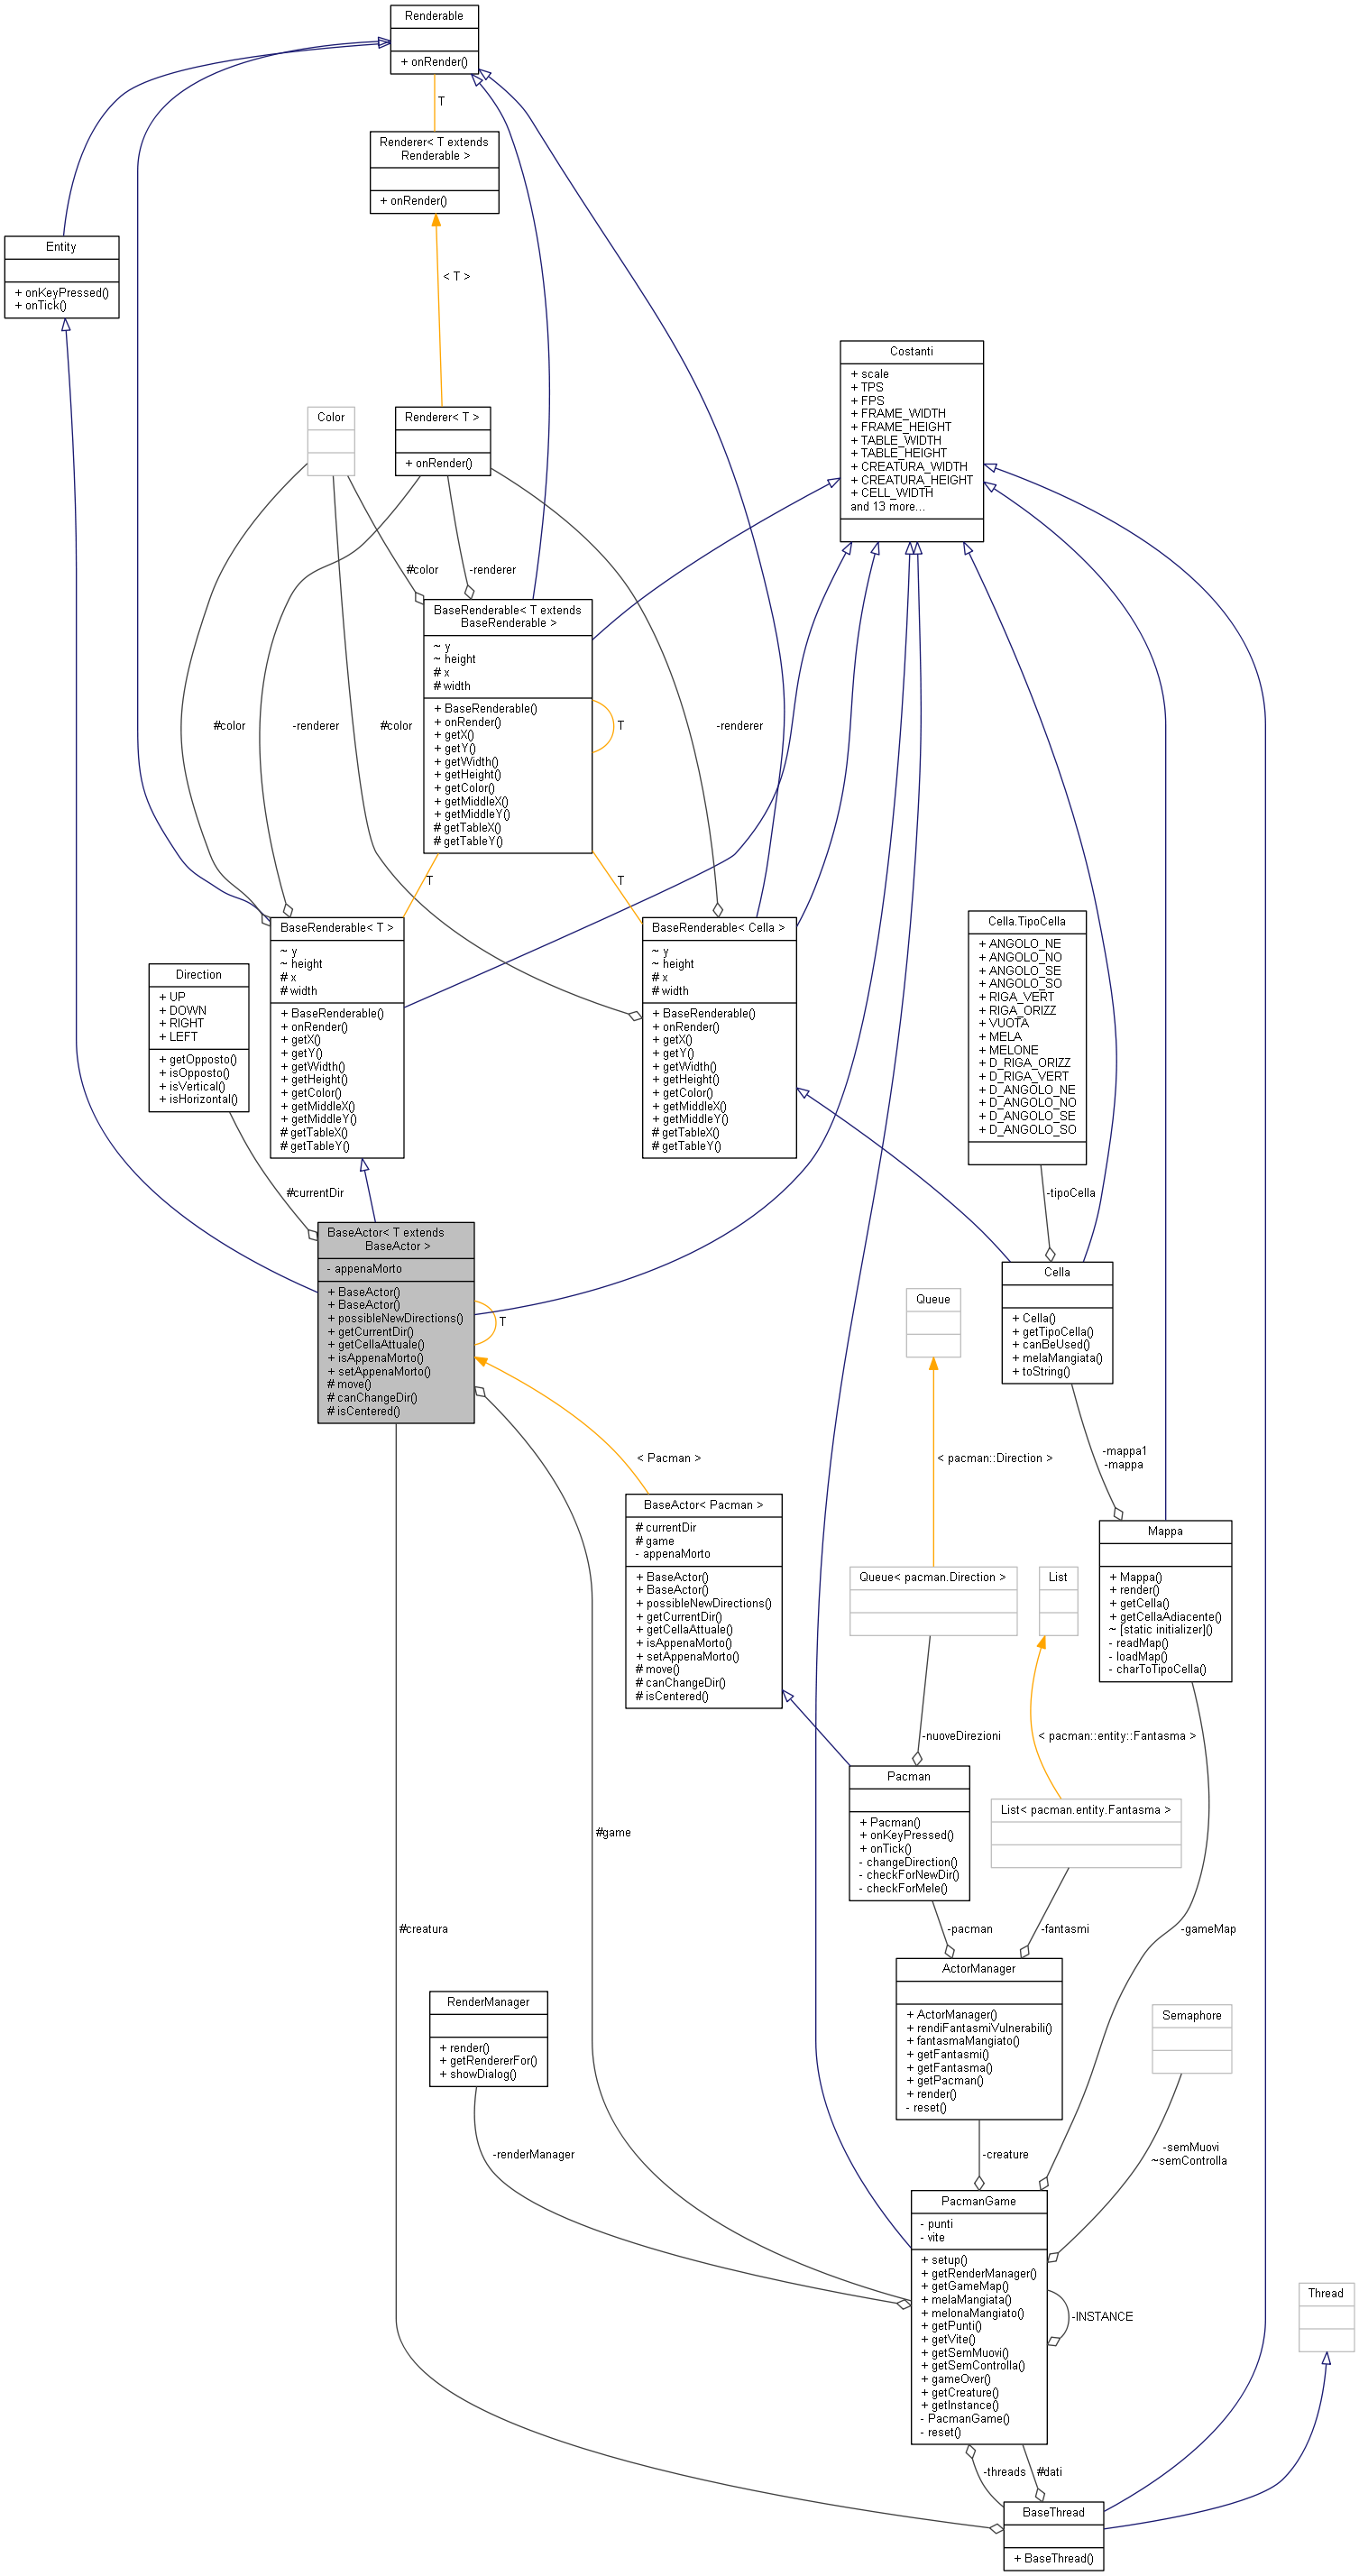 Renderable
+ onRender()
T
Renderer< T extends
Renderable >
+ onRender()
Entity
+ onKeyPressed()
+ onTick()
< T >
Costanti
+ scale
+ TPS
+ FPS
+ FRAME_WIDTH
+ FRAME_HEIGHT
+ TABLE_WIDTH
+ TABLE_HEIGHT
+ CREATURA_WIDTH
+ CREATURA_HEIGHT
+ CELL_WIDTH
and 13 more...
Color
Renderer< T >
+ onRender()
#color
-renderer
BaseRenderable< T extends
BaseRenderable >
~ y
~ height
# x
# width
+ BaseRenderable()
+ onRender()
+ getX()
+ getY()
+ getWidth()
+ getHeight()
+ getColor()
+ getMiddleX()
+ getMiddleY()
# getTableX()
# getTableY()
T
#color
-renderer
#color
-renderer
T
T
BaseRenderable< T >
~ y
~ height
# x
# width
+ BaseRenderable()
+ onRender()
+ getX()
+ getY()
+ getWidth()
+ getHeight()
+ getColor()
+ getMiddleX()
+ getMiddleY()
# getTableX()
# getTableY()
BaseRenderable< Cella >
~ y
~ height
# x
# width
+ BaseRenderable()
+ onRender()
+ getX()
+ getY()
+ getWidth()
+ getHeight()
+ getColor()
+ getMiddleX()
+ getMiddleY()
# getTableX()
# getTableY()
Cella.TipoCella
+ ANGOLO_NE
+ ANGOLO_NO
+ ANGOLO_SE
+ ANGOLO_SO
+ RIGA_VERT
+ RIGA_ORIZZ
+ VUOTA
+ MELA
+ MELONE
+ D_RIGA_ORIZZ
+ D_RIGA_VERT
+ D_ANGOLO_NE
+ D_ANGOLO_NO
+ D_ANGOLO_SE
+ D_ANGOLO_SO
Direction
+ UP
+ DOWN
+ RIGHT
+ LEFT
+ getOpposto()
+ isOpposto()
+ isVertical()
+ isHorizontal()
#currentDir
-tipoCella
BaseActor< T extends
BaseActor >
- appenaMorto
+ BaseActor()
+ BaseActor()
+ possibleNewDirections()
+ getCurrentDir()
+ getCellaAttuale()
+ isAppenaMorto()
+ setAppenaMorto()
# move()
# canChangeDir()
# isCentered()
T
Cella
+ Cella()
+ getTipoCella()
+ canBeUsed()
+ melaMangiata()
+ toString()
Queue
< Pacman >
< pacman::Direction >
-mappa1
-mappa
BaseActor< Pacman >
# currentDir
# game
- appenaMorto
+ BaseActor()
+ BaseActor()
+ possibleNewDirections()
+ getCurrentDir()
+ getCellaAttuale()
+ isAppenaMorto()
+ setAppenaMorto()
# move()
# canChangeDir()
# isCentered()
Queue< pacman.Direction >
List
Mappa
+ Mappa()
+ render()
+ getCella()
+ getCellaAdiacente()
~ [static initializer]()
- readMap()
- loadMap()
- charToTipoCella()
-nuoveDirezioni
< pacman::entity::Fantasma >
Pacman
+ Pacman()
+ onKeyPressed()
+ onTick()
- changeDirection()
- checkForNewDir()
- checkForMele()
List< pacman.entity.Fantasma >
#game
#creatura
-pacman
-fantasmi
-gameMap
ActorManager
+ ActorManager()
+ rendiFantasmiVulnerabili()
+ fantasmaMangiato()
+ getFantasmi()
+ getFantasma()
+ getPacman()
+ render()
- reset()
RenderManager
+ render()
+ getRendererFor()
+ showDialog()
Semaphore
-renderManager
-creature
-semMuovi
~semControlla
PacmanGame
- punti
- vite
+ setup()
+ getRenderManager()
+ getGameMap()
+ melaMangiata()
+ melonaMangiato()
+ getPunti()
+ getVite()
+ getSemMuovi()
+ getSemControlla()
+ gameOver()
+ getCreature()
+ getInstance()
- PacmanGame()
- reset()
-INSTANCE
Thread
-threads
#dati
BaseThread
+ BaseThread()